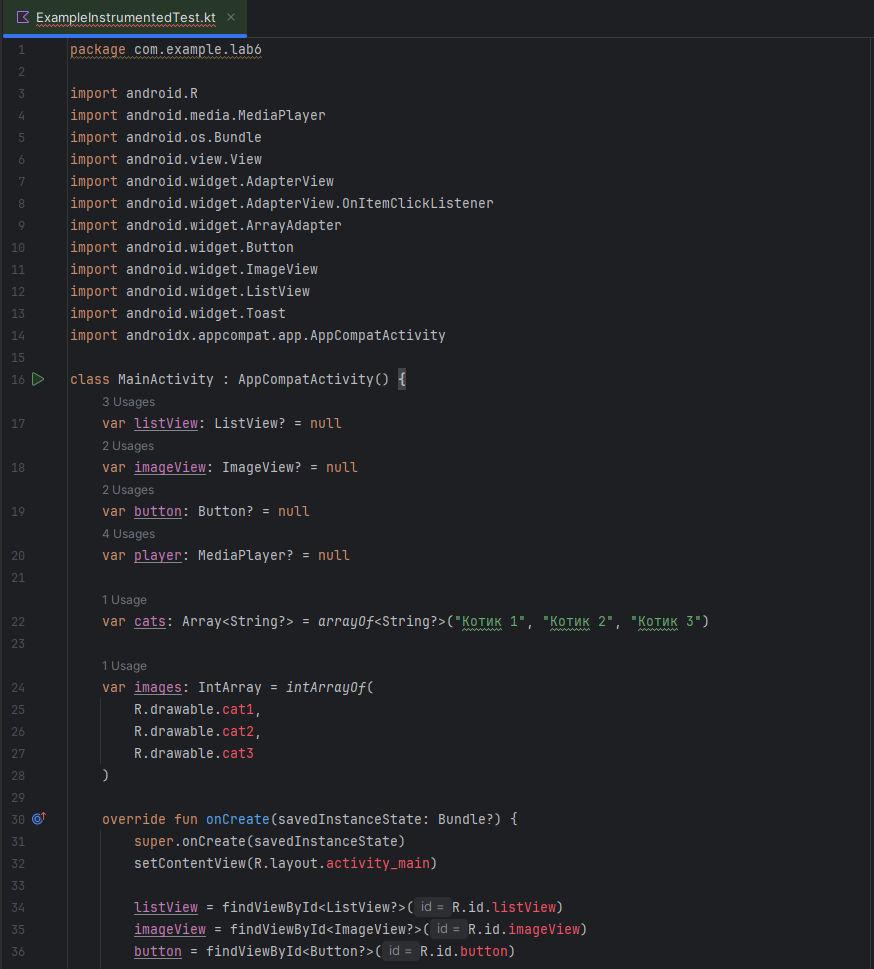 ExampleInstrumentedTest.kt ×
1 package com.example.lab6
2
3 import android.R
4 import android.media.MediaPlayer
5 import android.os.Bundle
6 import android.view.View
7 import android.widget.AdapterView
8 import android.widget.AdapterView.OnItemClickListener
9 import android.widget.ArrayAdapter
10 import android.widget.Button
11 import android.widget.ImageView
12 import android.widget.ListView
13 import android.widget.Toast
14 import androidx.appcompat.app.AppCompatActivity
15
16 class MainActivity : AppCompatActivity() {
3 Usages
17 var listView: ListView? = null
2 Usages
18 var imageView: ImageView? = null
2 Usages
19 var button: Button? = null
4 Usages
20 var player: MediaPlayer? = null
21
1 Usage
22 var cats: Array<String?> = arrayOf<String?>("Котик 1", "Котик 2", "Котик 3")
23
1 Usage
24 var images: IntArray = intArrayOf(
25 R.drawable.cat1,
26 R.drawable.cat2,
27 R.drawable.cat3
28 )
29
30 override fun onCreate(savedInstanceState: Bundle?) {
31 super.onCreate(savedInstanceState)
32 setContentView(R.layout.activity_main)
33
34 listView = findViewById<ListView?>( id = R.id.listView)
35 imageView = findViewById<ImageView?>( id = R.id.imageView)
36 button = findViewById<Button?>( id = R.id.button)